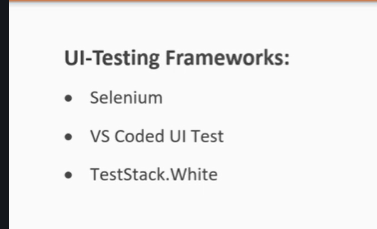 UI-Testing Frameworks:
• Selenium
• VS Coded UI Test
• TestStack.White